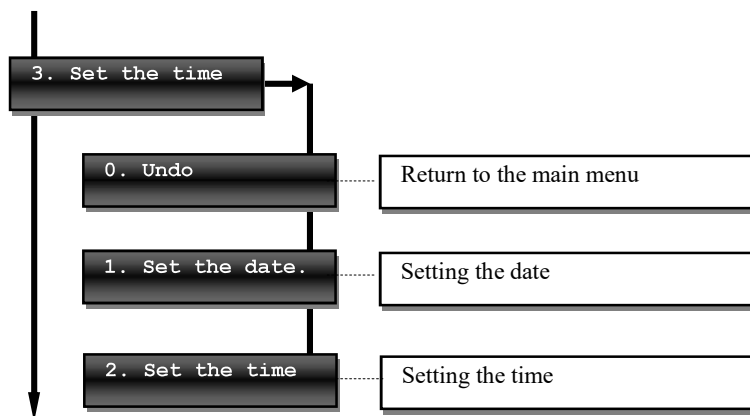 3. Set the time
0. Undo
Return to the main menu
1. Set the date.
Setting the date
2. Set the time
Setting the time